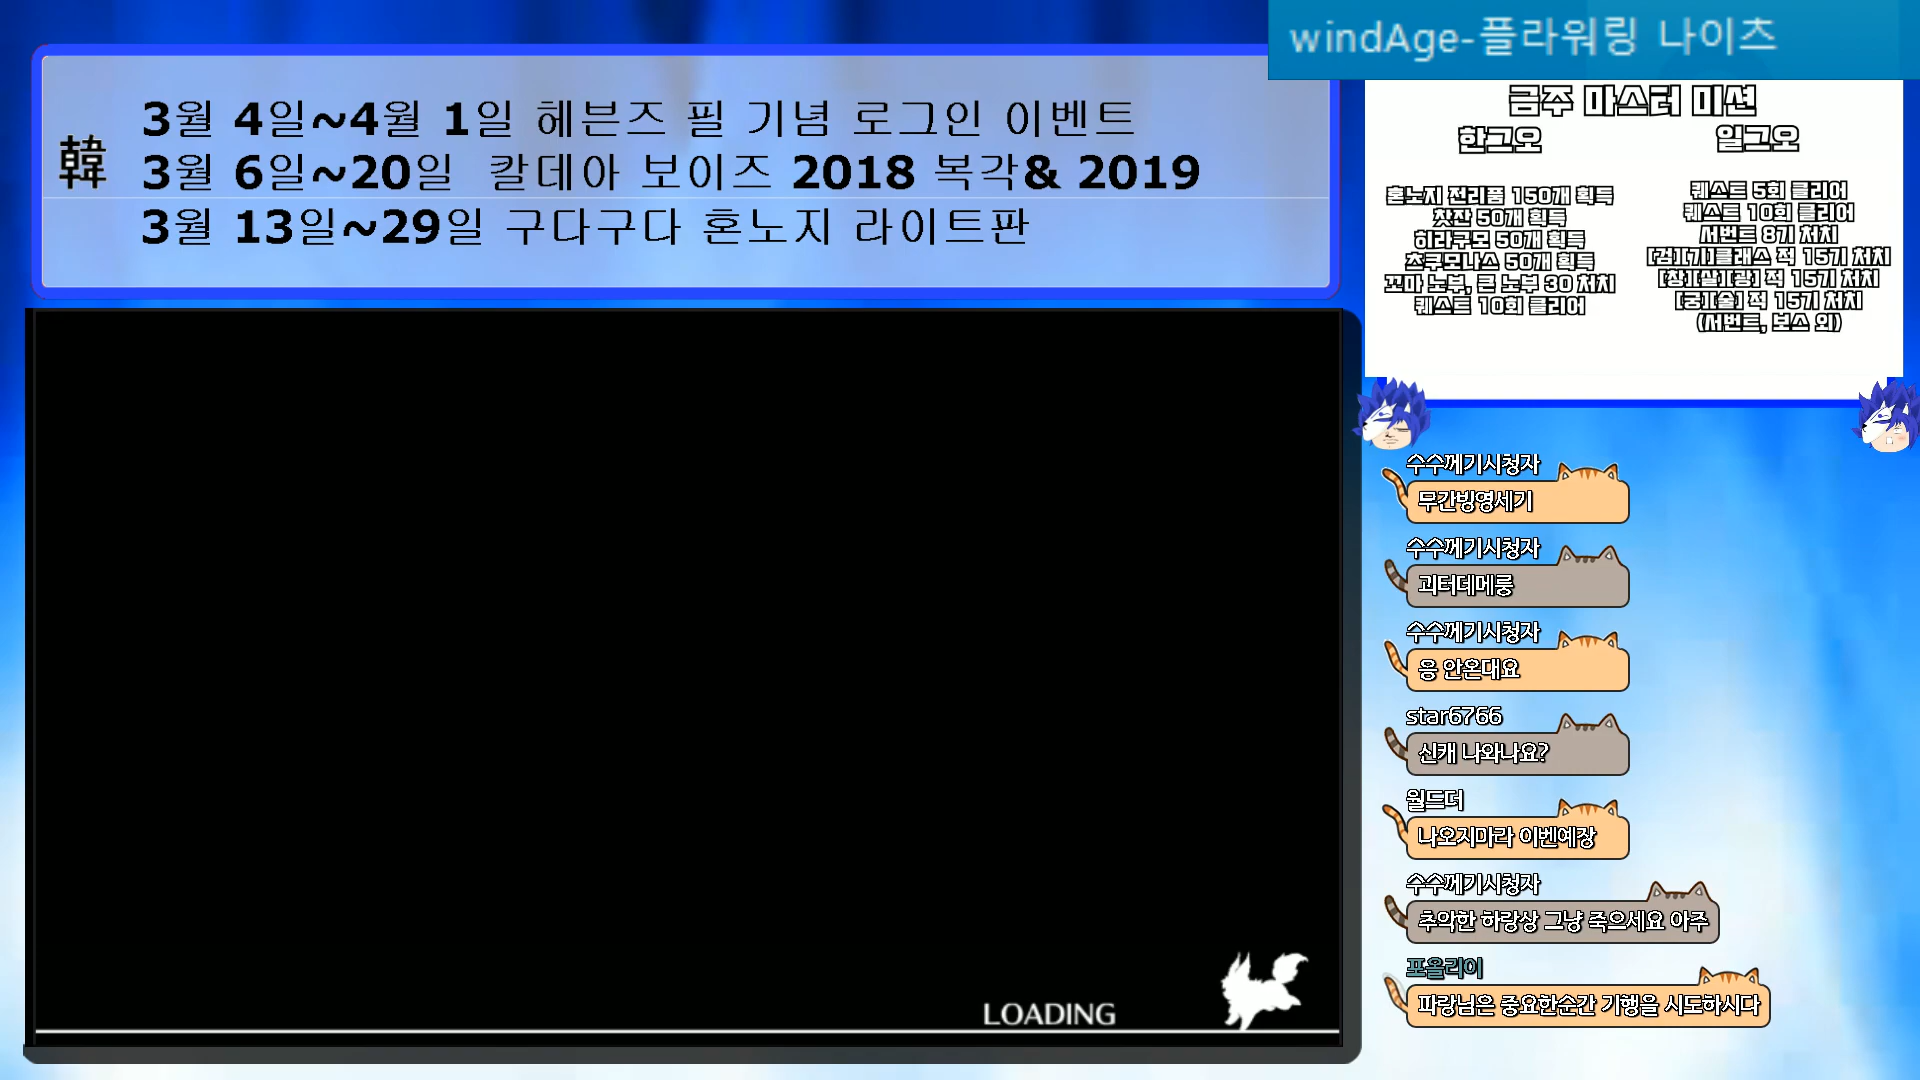 windAge-플라워링 나이츠
韓
3월 4일~4월 1일 헤븐즈 필 기념 로그인 이벤트
3월 6일~20일 칼데아 보이즈 2018 복각& 2019
3월 13일~29일 구다구다 혼노지 라이트판
금주 마스터 미션
한그오
혼노지 전리품 150개 획득
찻잔 50개 획득
히라구모 50개 획득
츠쿠모나스 50개 획득
꼬마 노부, 큰 노부 30 처치
퀘스트 10회 클리어
일그오
퀘스트 5회 클리어
퀘스트 10회 클리어
서번트 8기 처치
[검][기]클래스 적 15기 처치
[창][살][광] 적 15기 처치
[궁][술] 적 15기 처치
(서번트, 보스 외)
수수께기시청자
무간방영세기
수수께기시청자
괴터데메룽
수수께기시청자
응 안온대요
star6766
신캐 나와나요?
월드더
나오지마라 이벤예장
수수께기시청자
추악한 하랑상 그냥 죽으세요 아주
포올리이
파랑님은 중요한순간 기행을 시도하시다
LOADING